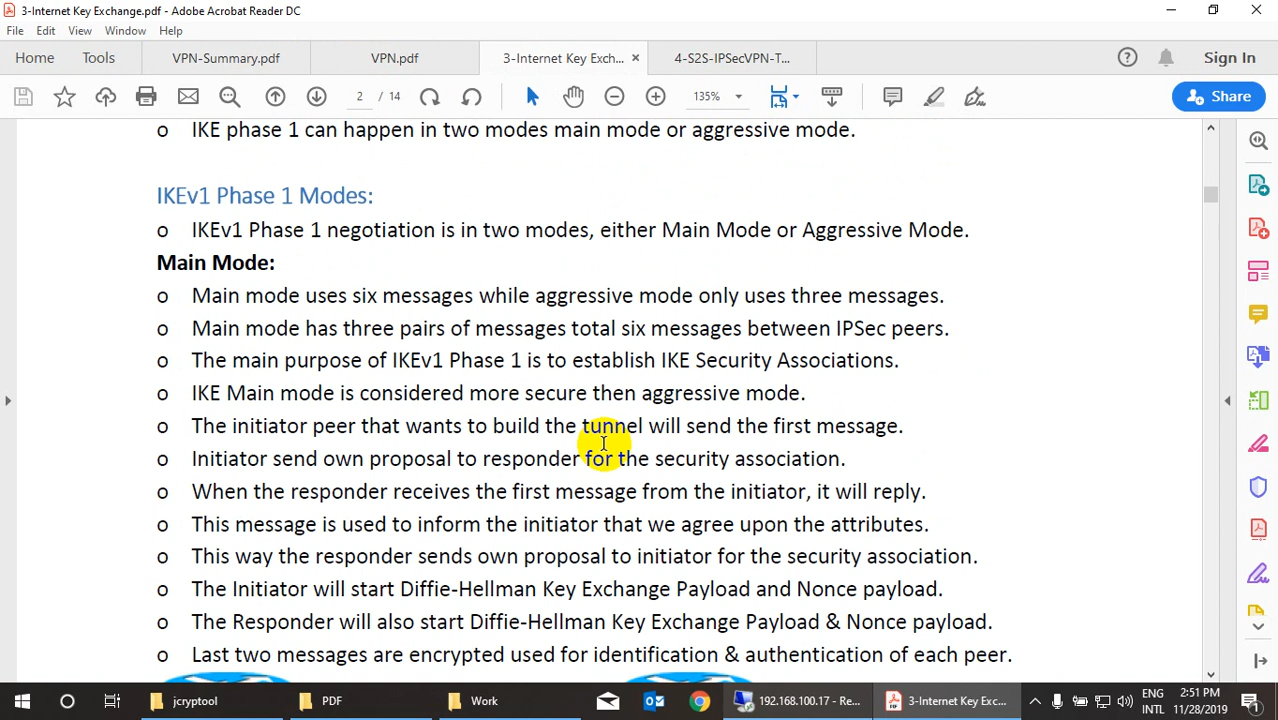 3-Internet Key Exchange.pdf - Adobe Acrobat Reader DC
File Edit View Window Help
Home Tools VPN-Summary.pdf VPN.pdf 3-Internet Key Exch... × 4-S2S-IPSecVPN-T... Sign In
2 / 14 135% Share
o IKE phase 1 can happen in two modes main mode or aggressive mode.
IKEv1 Phase 1 Modes:
o IKEv1 Phase 1 negotiation is in two modes, either Main Mode or Aggressive Mode.
Main Mode:
o Main mode uses six messages while aggressive mode only uses three messages.
o Main mode has three pairs of messages total six messages between IPSec peers.
o The main purpose of IKEv1 Phase 1 is to establish IKE Security Associations.
o IKE Main mode is considered more secure then aggressive mode.
o The initiator peer that wants to build the tunnel will send the first message.
o Initiator send own proposal to responder for the security association.
o When the responder receives the first message from the initiator, it will reply.
o This message is used to inform the initiator that we agree upon the attributes.
o This way the responder sends own proposal to initiator for the security association.
o The Initiator will start Diffie-Hellman Key Exchange Payload and Nonce payload.
o The Responder will also start Diffie-Hellman Key Exchange Payload & Nonce payload.
o Last two messages are encrypted used for identification & authentication of each peer.
jcryptool PDF Work 192.168.100.17 - Re... 3-Internet Key Exc... ENG 2:51 PM
INTL 11/28/2019